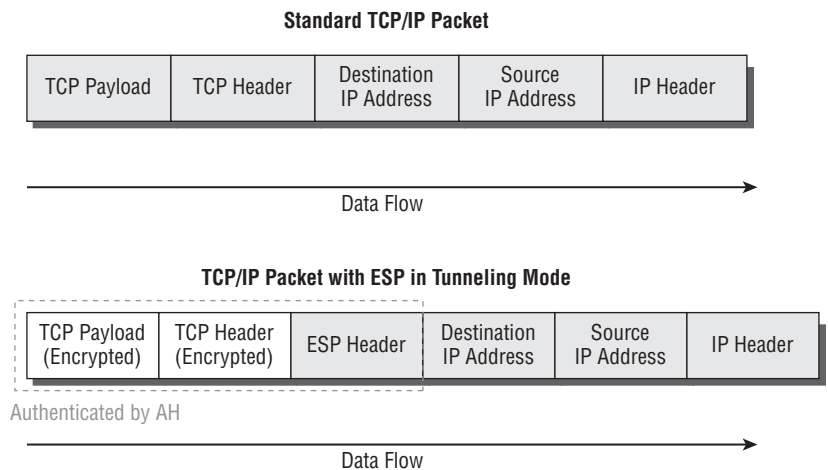 Standard TCP/IP Packet
TCP Payload
TCP Header
Destination
IP Address
Source
IP Address
IP Header
Data Flow
TCP/IP Packet with ESP in Tunneling Mode
TCP Payload
(Encrypted)
TCP Header
(Encrypted)
ESP Header
Destination
IP Address
Source
IP Address
IP Header
Authenticated by AH
Data Flow